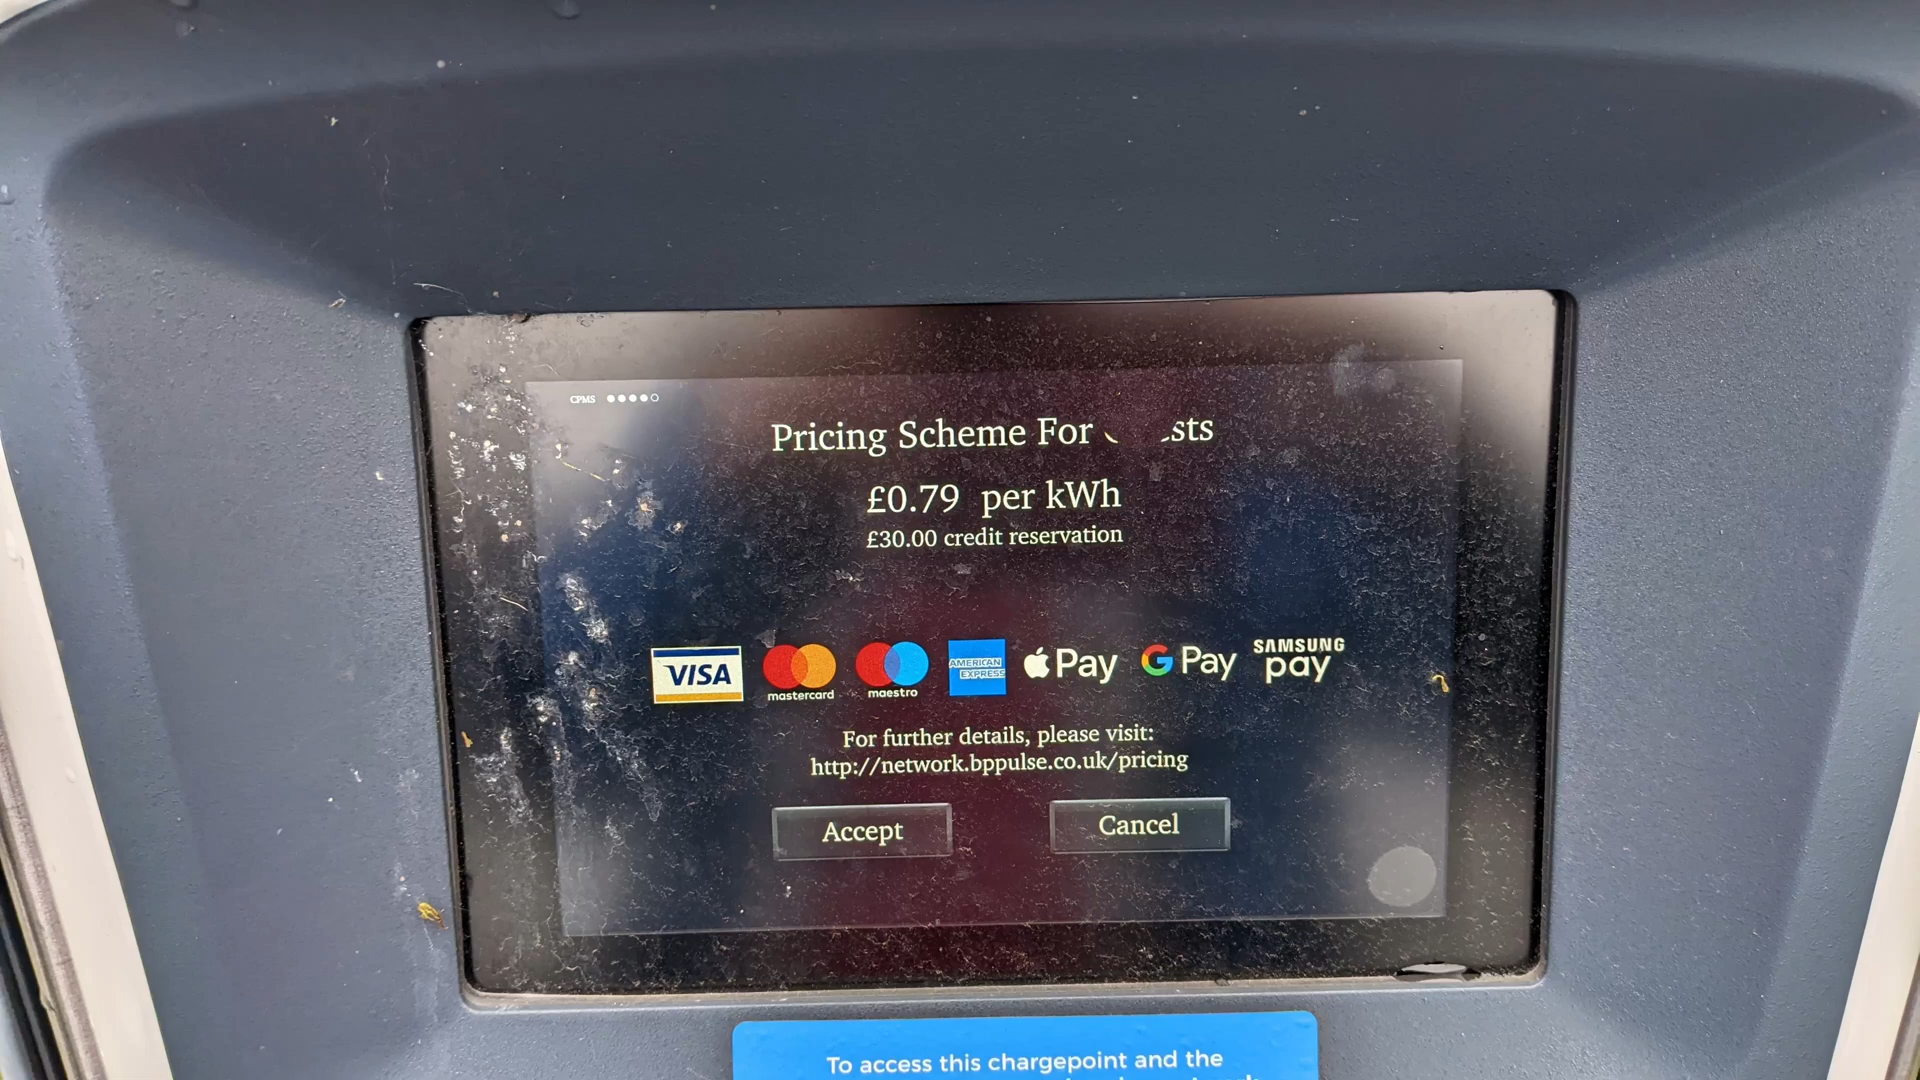 CPMS
Pricing Scheme For
£0.79 per kWh
£30.00 credit reservation
VISA
mastercard
maestro
AMERICAN EXPRESS
Pay
G Pay
SAMSUNG pay
For further details, please visit:
http://network.bppulse.co.uk/pricing
Accept
Cancel
To access this chargepoint and the